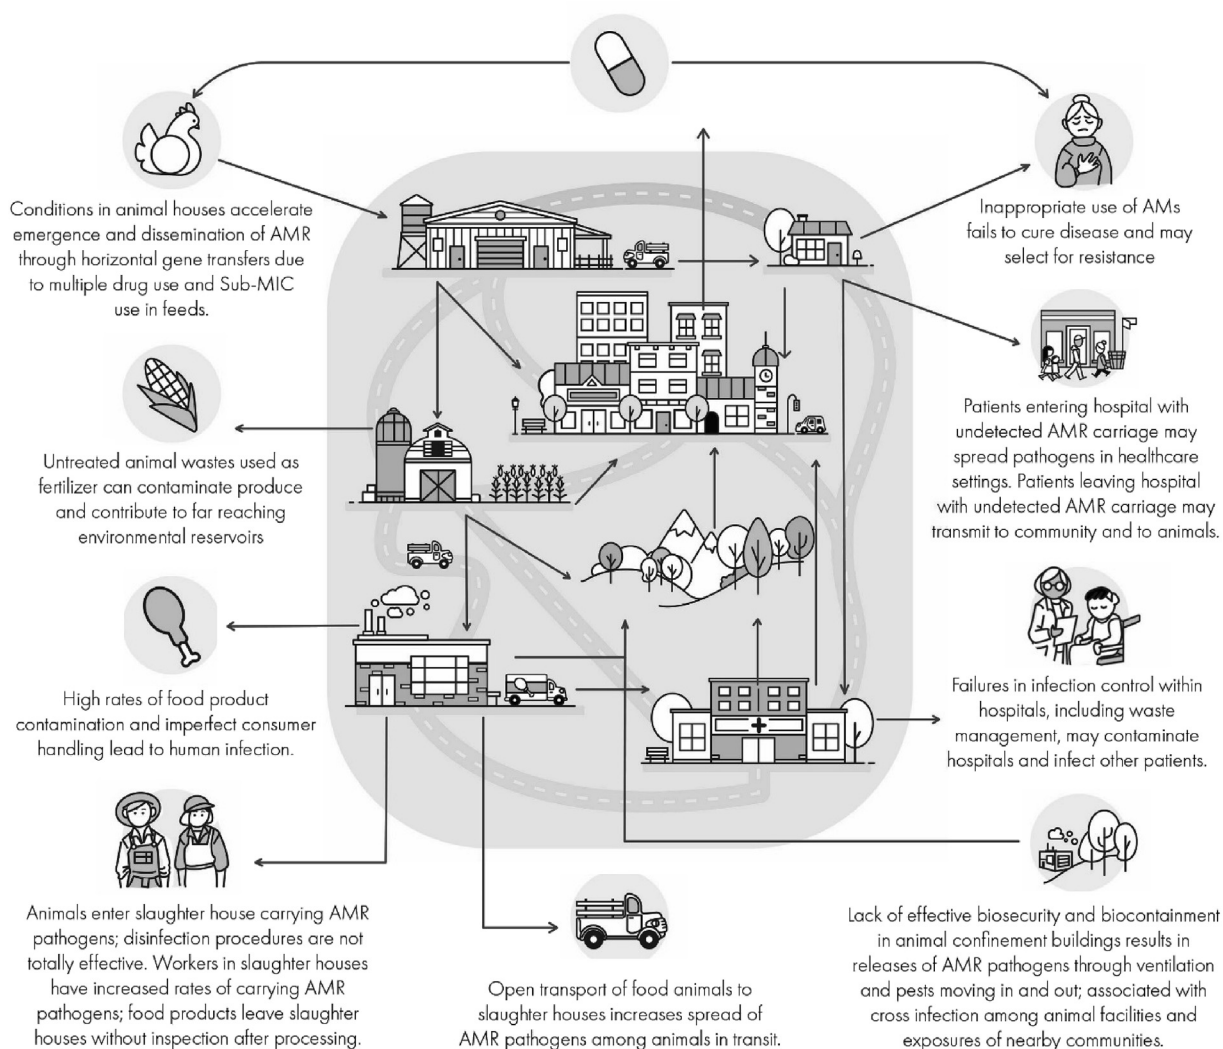 Conditions in animal houses accelerate
emergence and dissemination of AMR
through horizontal gene transfers due
to multiple drug use and Sub-MIC
use in feeds.
Inappropriate use of AMs
fails to cure disease and may
select for resistance
Untreated animal wastes used as
fertilizer can contaminate produce
and contribute to far reaching
environmental reservoirs
Patients entering hospital with
undetected AMR carriage may
spread pathogens in healthcare
settings. Patients leaving hospital
with undetected AMR carriage may
transmit to community and to animals.
High rates of food product
contamination and imperfect consumer
handling lead to human infection.
Failures in infection control within
hospitals, including waste
management, may contaminate
hospitals and infect other patients.
Animals enter slaughter house carrying AMR
pathogens; disinfection procedures are not
totally effective. Workers in slaughter houses
have increased rates of carrying AMR
pathogens; food products leave slaughter
houses without inspection after processing.
Open transport of food animals to
slaughter houses increases spread of
AMR pathogens among animals in transit.
Lack of effective biosecurity and biocontainment
in animal confinement buildings results in
releases of AMR pathogens through ventilation
and pests moving in and out; associated with
cross infection among animal facilities and
exposures of nearby communities.